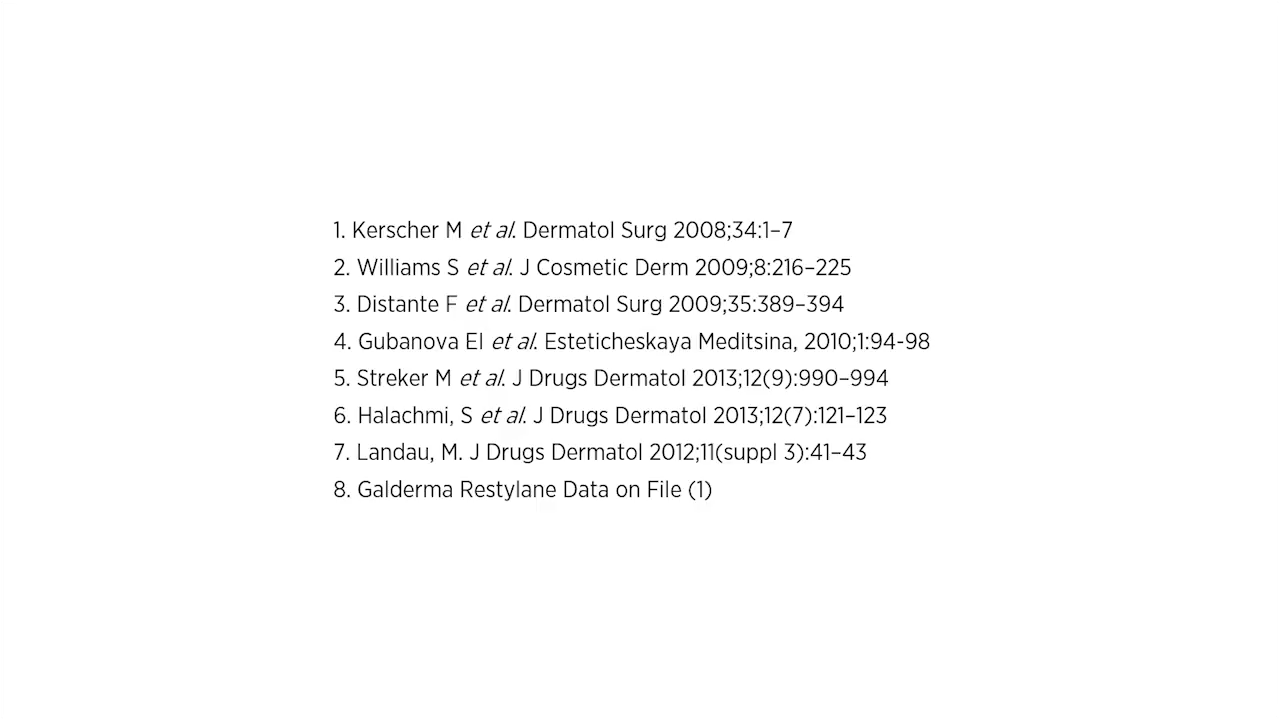 1. Kerscher M et al. Dermatol Surg 2008;34:1–7
2. Williams S et al. J Cosmetic Derm 2009;8:216–225
3. Distante F et al. Dermatol Surg 2009;35:389–394
4. Gubanova EI et al. Esteticheskaya Meditsina, 2010;1:94-98
5. Streker M et al. J Drugs Dermatol 2013;12(9):990–994
6. Halachmi, S et al. J Drugs Dermatol 2013;12(7):121–123
7. Landau, M. J Drugs Dermatol 2012;11(suppl 3):41–43
8. Galderma Restylane Data on File (1)